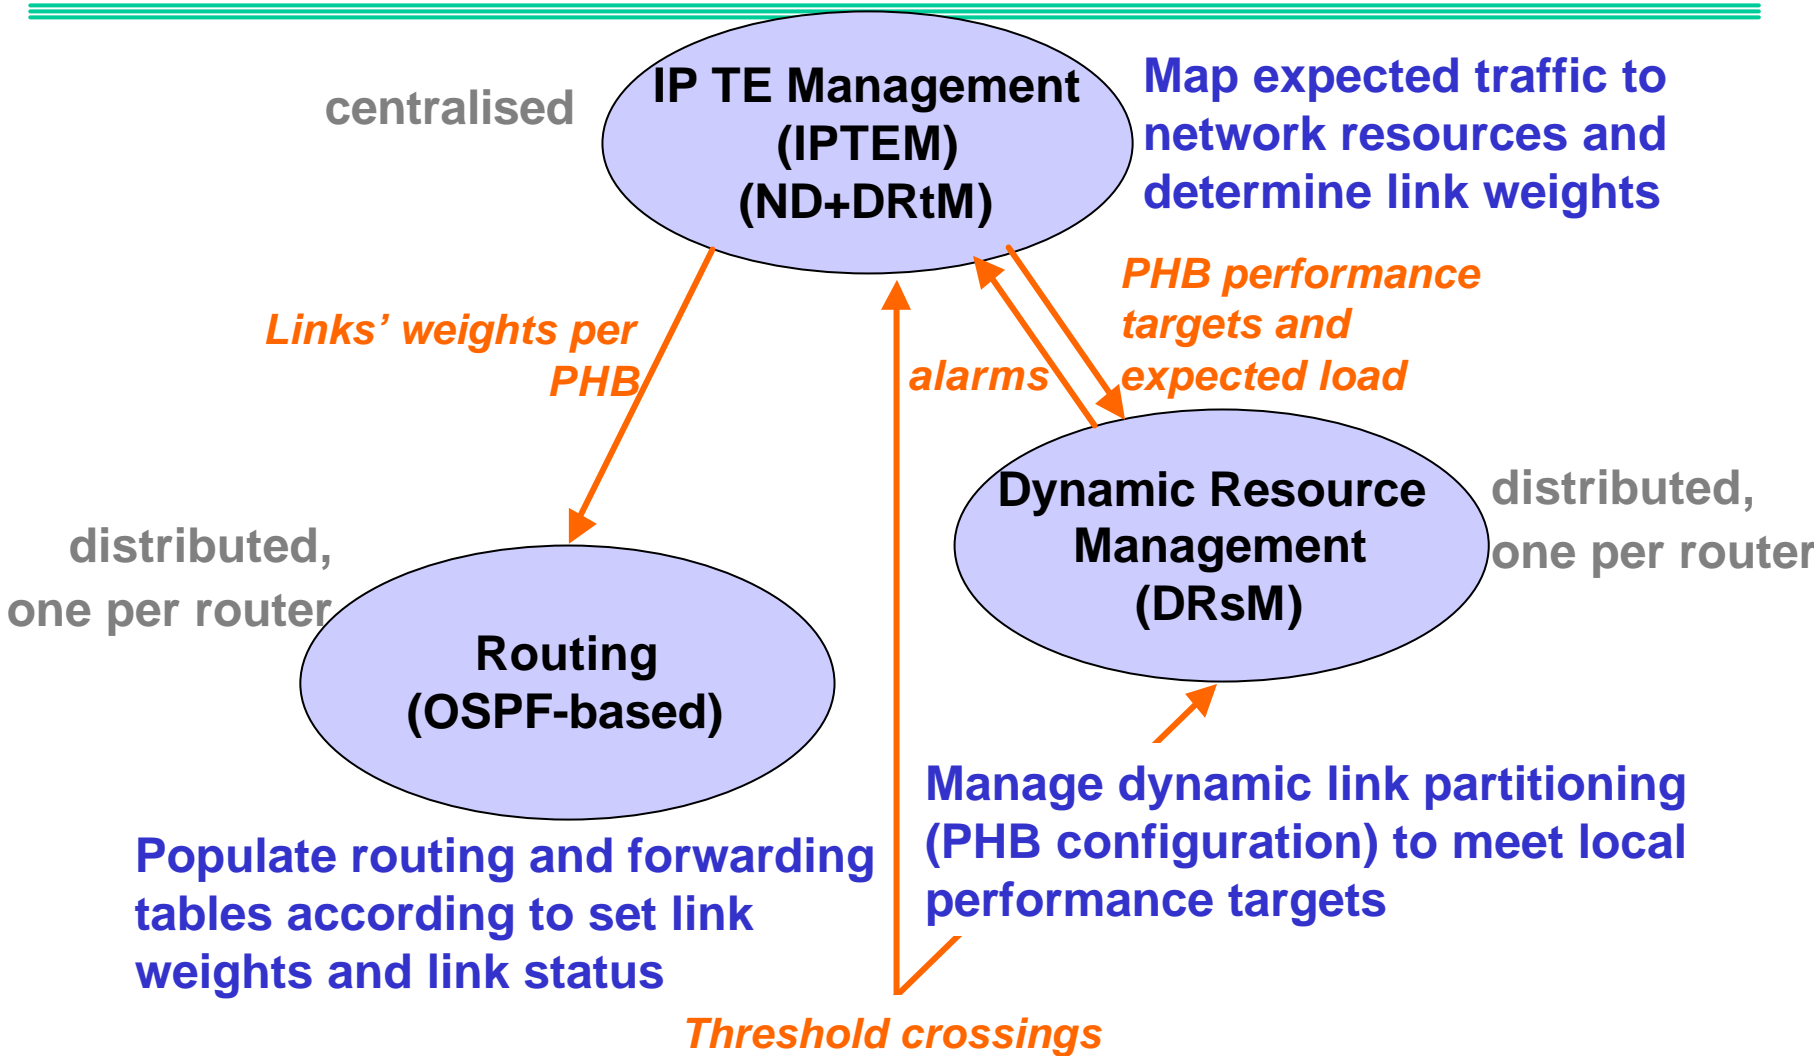 centralised
IP TE Management
(IPTEM)
(ND+DRtM)
Map expected traffic to
network resources and
determine link weights
Links’ weights per
PHB
alarms
PHB performance
targets and
expected load
distributed,
one per router
Routing
(OSPF-based)
Dynamic Resource
Management
(DRsM)
distributed,
one per router
Populate routing and forwarding
tables according to set link
weights and link status
Manage dynamic link partitioning
(PHB configuration) to meet local
performance targets
Threshold crossings